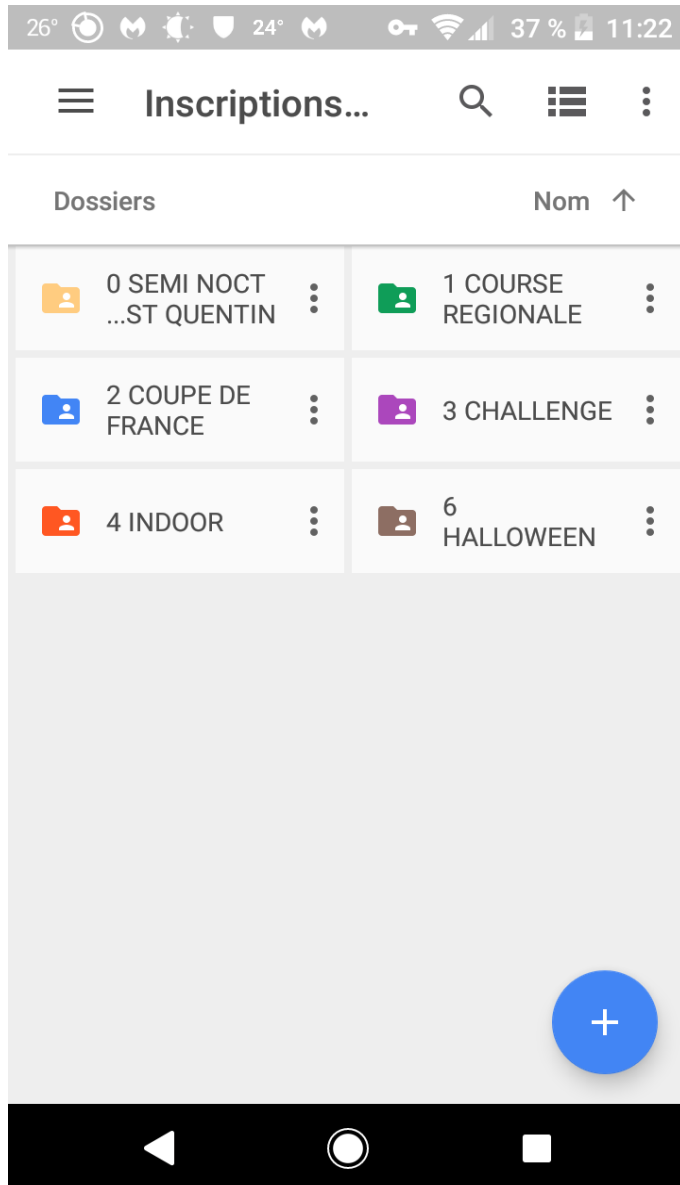 26° 24° 37 % 11:22
Inscriptions...
Dossiers Nom
0 SEMI NOCT
...ST QUENTIN
1 COURSE
REGIONALE
2 COUPE DE
FRANCE
3 CHALLENGE
4 INDOOR
6
HALLOWEEN